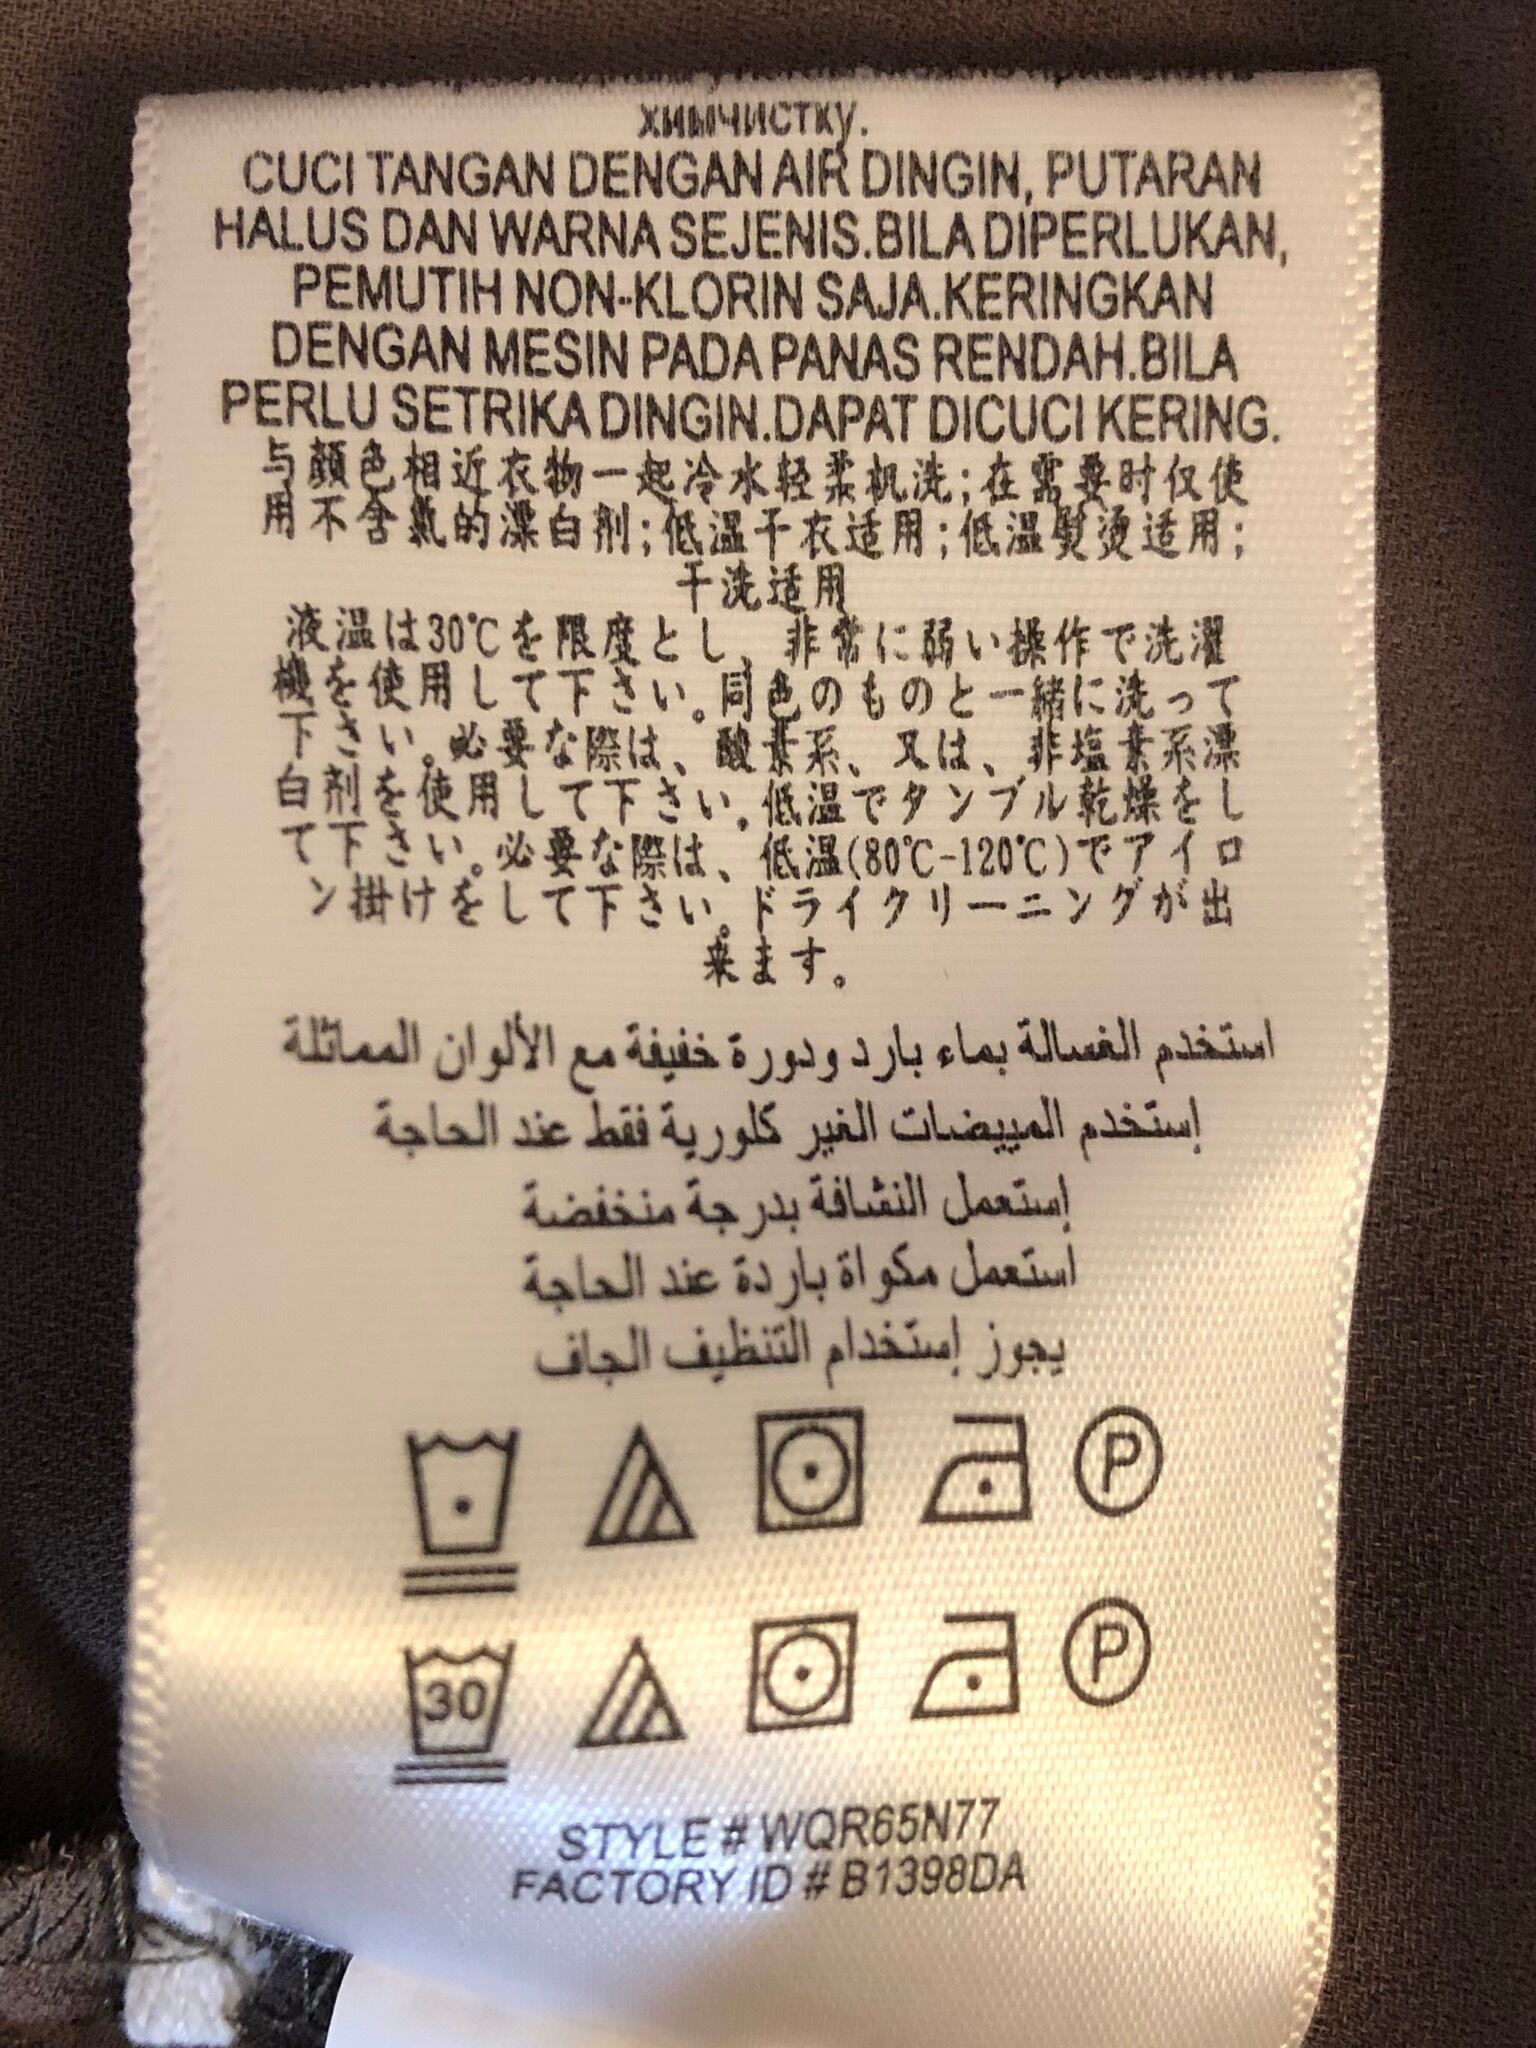 химчистку.
CUCI TANGAN DENGAN AIR DINGIN, PUTARAN
HALUS DAN WARNA SEJENIS.BILA DIPERLUKAN,
PEMUTIH NON-KLORIN SAJA.KERINGKAN
DENGAN MESIN PADA PANAS RENDAH.BILA
PERLU SETRIKA DINGIN.DAPAT DICUCI KERING.
与颜色相近衣物一起冷水轻柔机洗;在需要时仅使
用不含氯的漂白剂;低温干衣适用;低温熨烫适用;
干洗适用
液温は30℃を限度とし、非常に弱い操作で洗濯
機を使用して下さい。同色のものと一緒に洗って
下さい。必要な際は、酸素系、又は、非塩素系漂
白剤を使用して下さい。低温でタンブル乾燥をし
て下さい。必要な際は、低温(80℃-120℃)でアイロ
ン掛けをして下さい。ドライクリーニングが出
来ます。
استخدم الغسالة بماء بارد ودورة خفيفة مع الألوان المماثلة
إستخدم المبيضات الغير كلورية فقط عند الحاجة
إستعمل النشافة بدرجة منخفضة
استعمل مكواة باردة عند الحاجة
يجوز إستخدام التنظيف الجاف
P
30 P
STYLE # WQR65N77
FACTORY ID # B1398DA